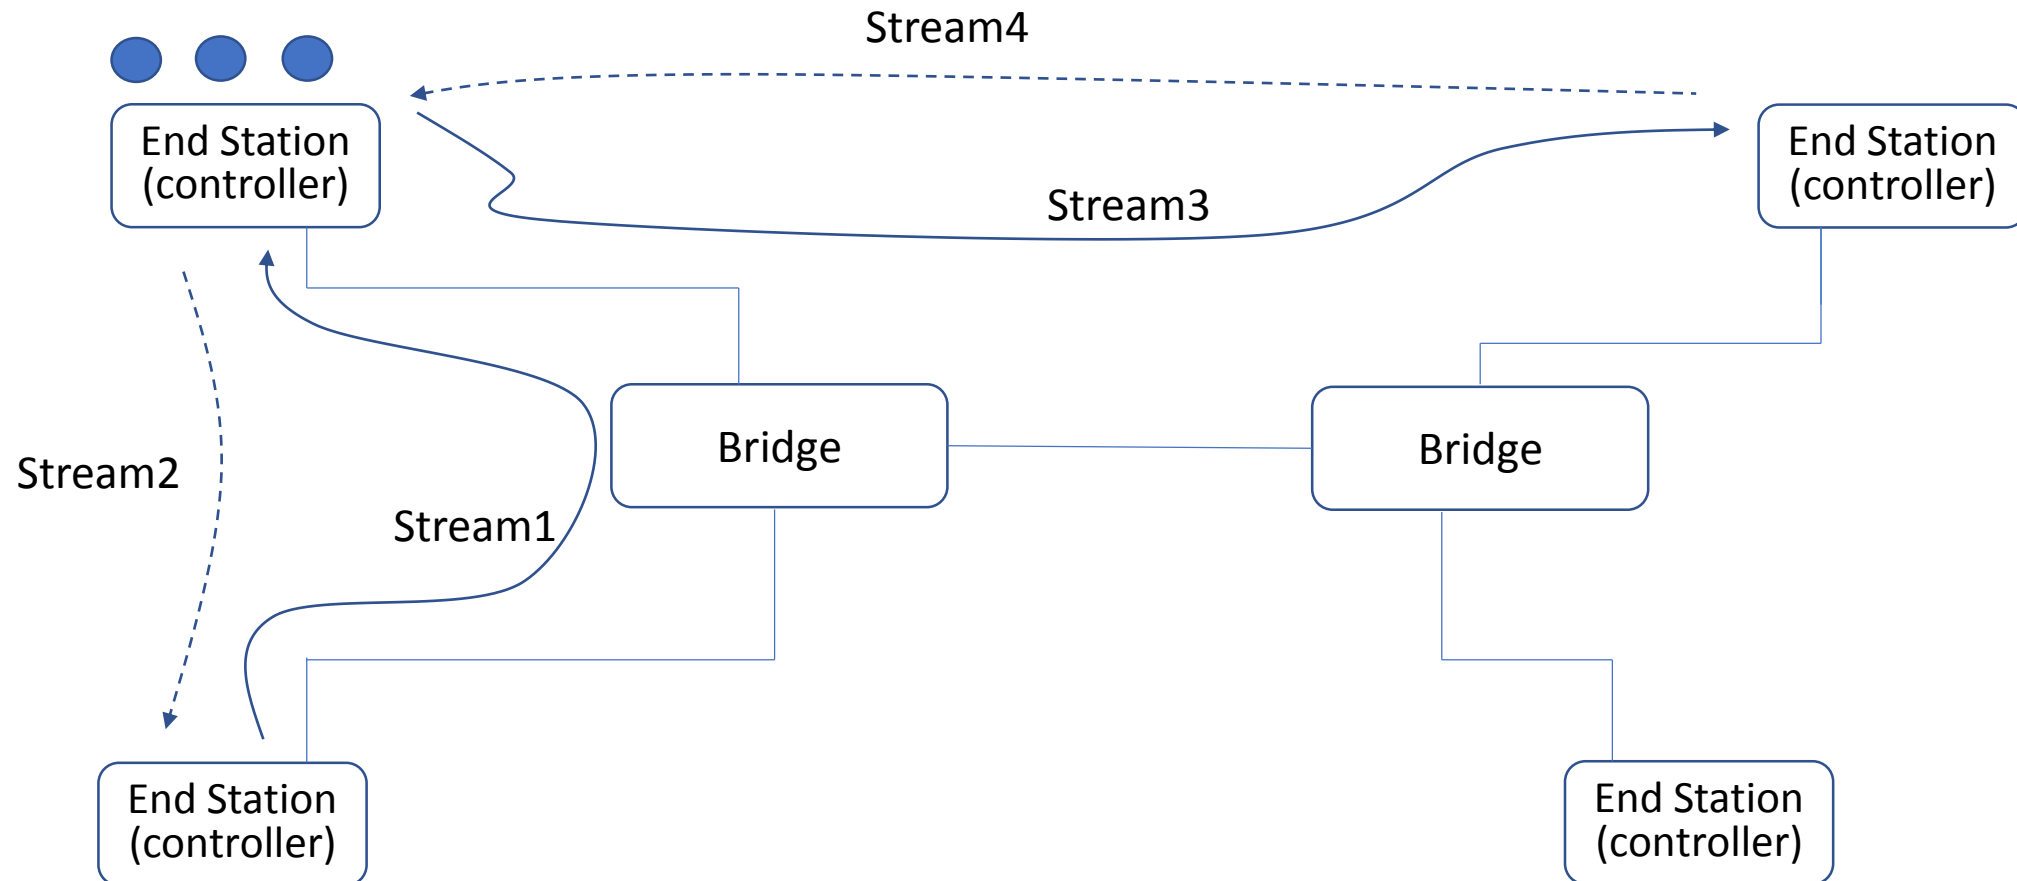 Stream4
End Station
(controller)
End Station
(controller)
Stream3
Bridge
Bridge
Stream2
Stream1
End Station
(controller)
End Station
(controller)